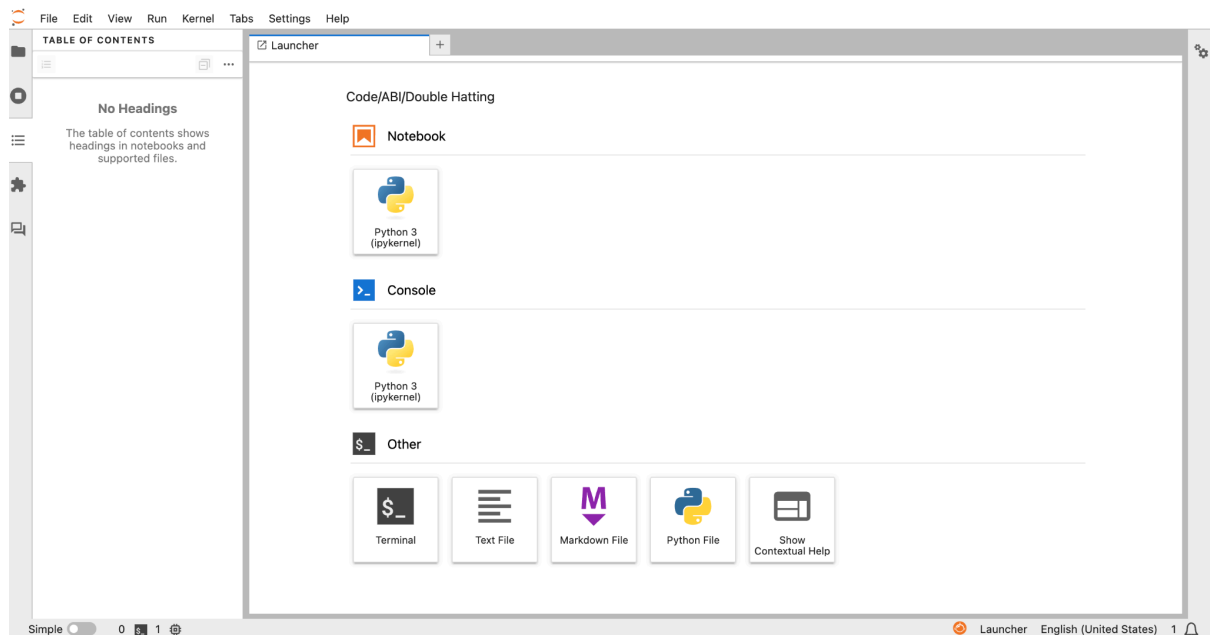 File Edit View Run Kernel Tabs Settings Help
TABLE OF CONTENTS
No Headings
The table of contents shows
headings in notebooks and
supported files.
Launcher
Code/ABI/Double Hatting
Notebook
Python 3
(ipykernel)
Console
Python 3
(ipykernel)
$_ Other
$_
Terminal
Text File
M
Markdown File
Python File
Show
Contextual Help
Simple 0 $_ 1 Launcher English (United States) 1